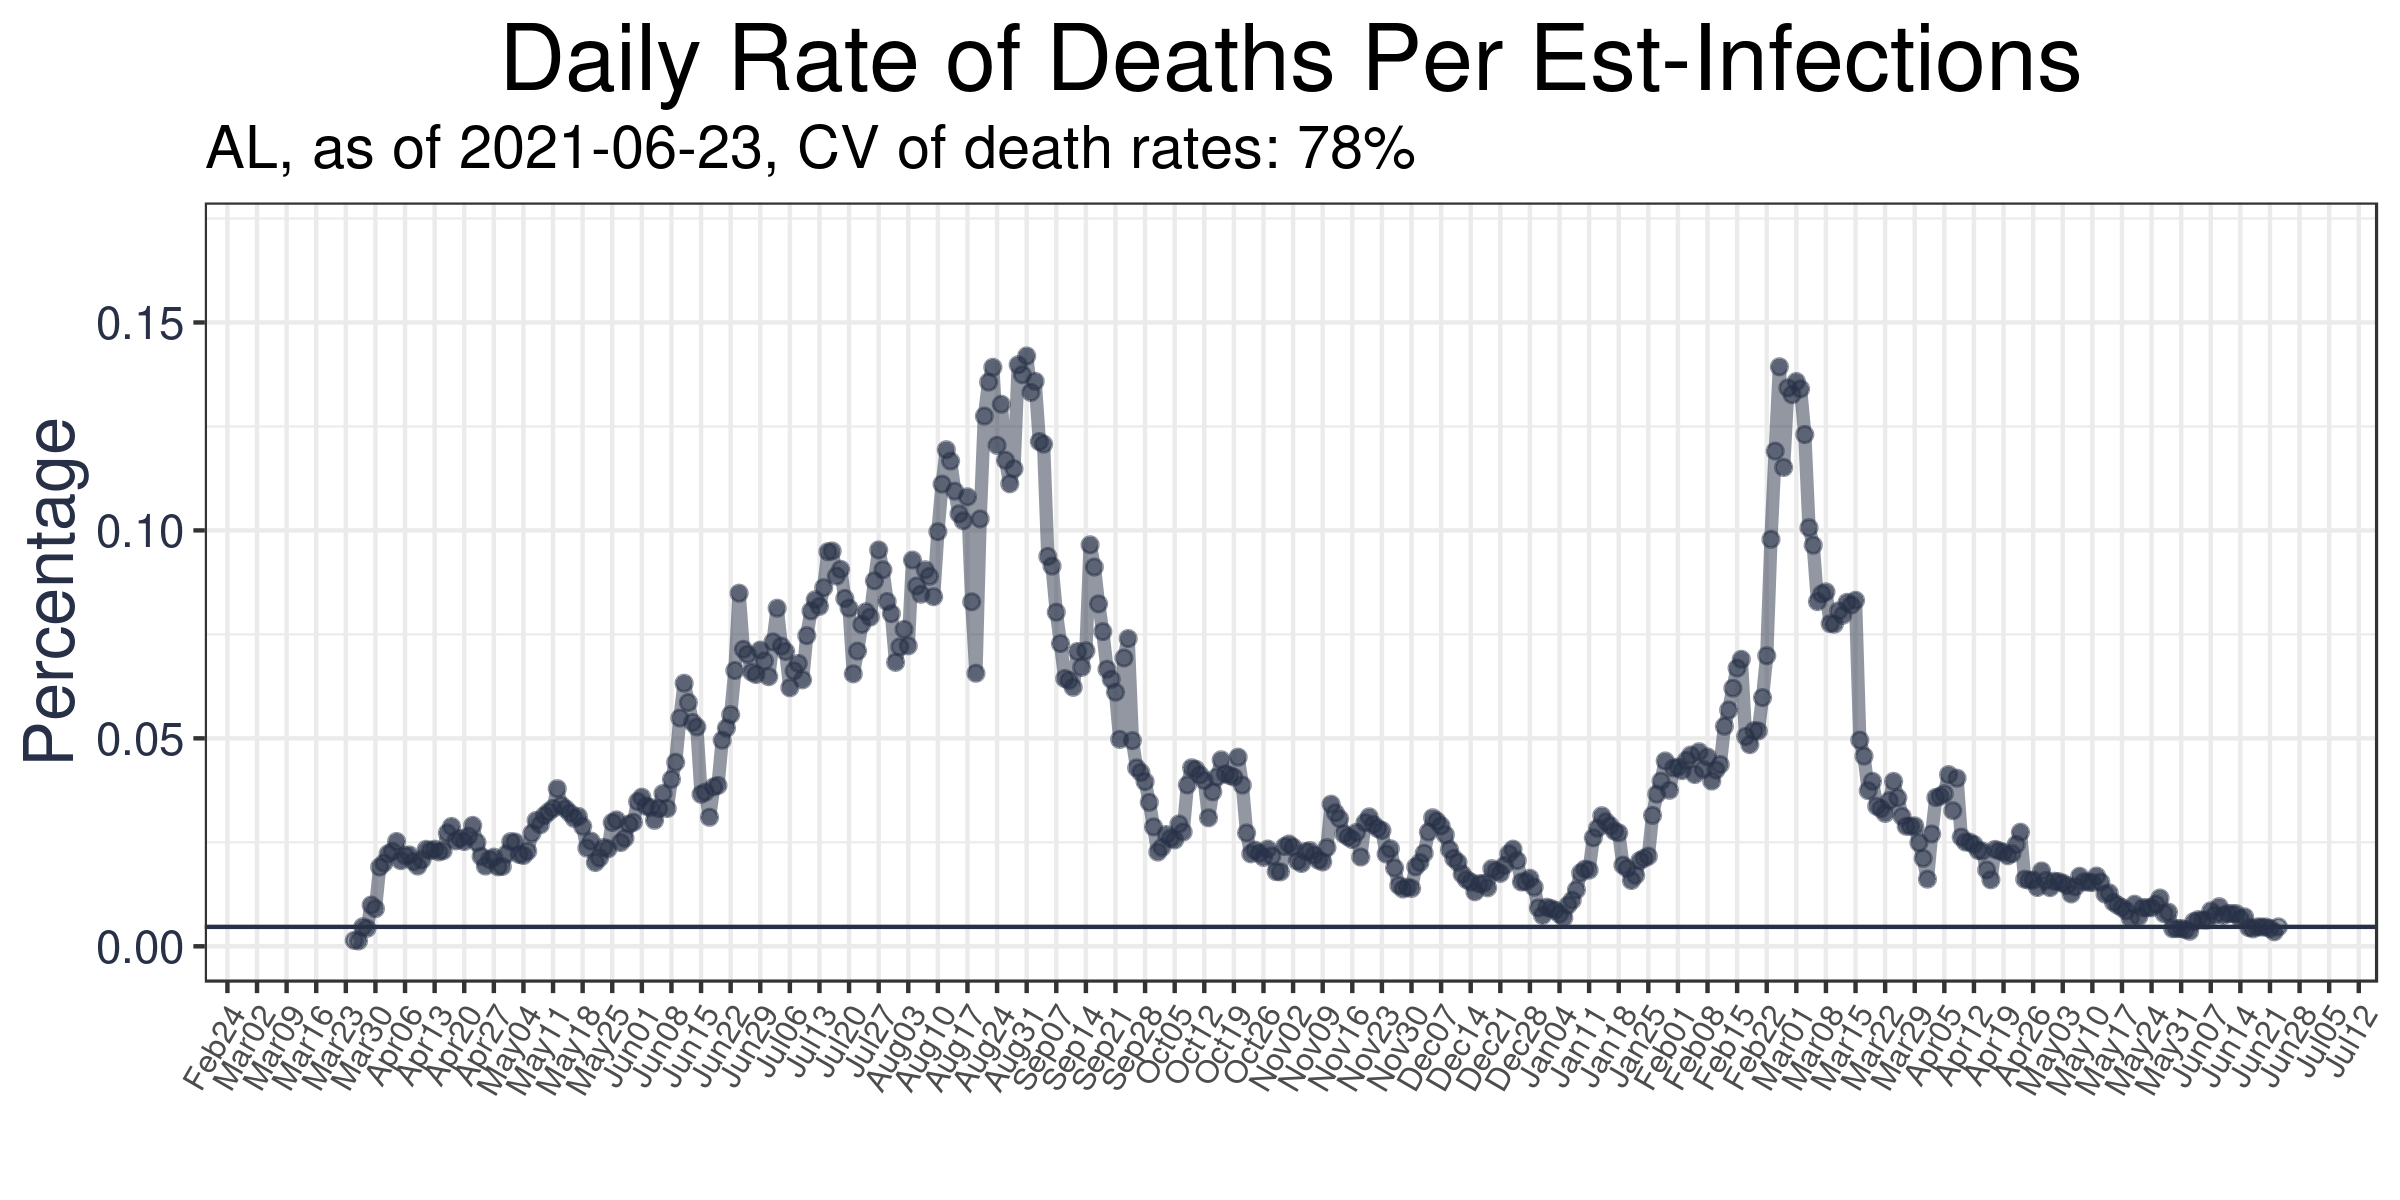 Daily Rate of Deaths Per Est-Infections
AL, as of 2021-06-23, CV of death rates: 78%
Percentage
0.15
0.10
0.05
0.00
Feb24
Mar02
Mar09
Mar16
Mar23
Mar30
Apr06
Apr13
Apr20
Apr27
May04
May11
May18
May25
Jun01
Jun08
Jun15
Jun22
Jun29
Jul06
Jul13
Jul20
Jul27
Aug03
Aug10
Aug17
Aug24
Aug31
Sep07
Sep14
Sep21
Sep28
Oct05
Oct12
Oct19
Oct26
Nov02
Nov09
Nov16
Nov23
Nov30
Dec07
Dec14
Dec21
Dec28
Jan04
Jan11
Jan18
Jan25
Feb01
Feb08
Feb15
Feb22
Mar01
Mar08
Mar15
Mar22
Mar29
Apr05
Apr12
Apr19
Apr26
May03
May10
May17
May24
May31
Jun07
Jun14
Jun21
Jun28
Jul05
Jul12